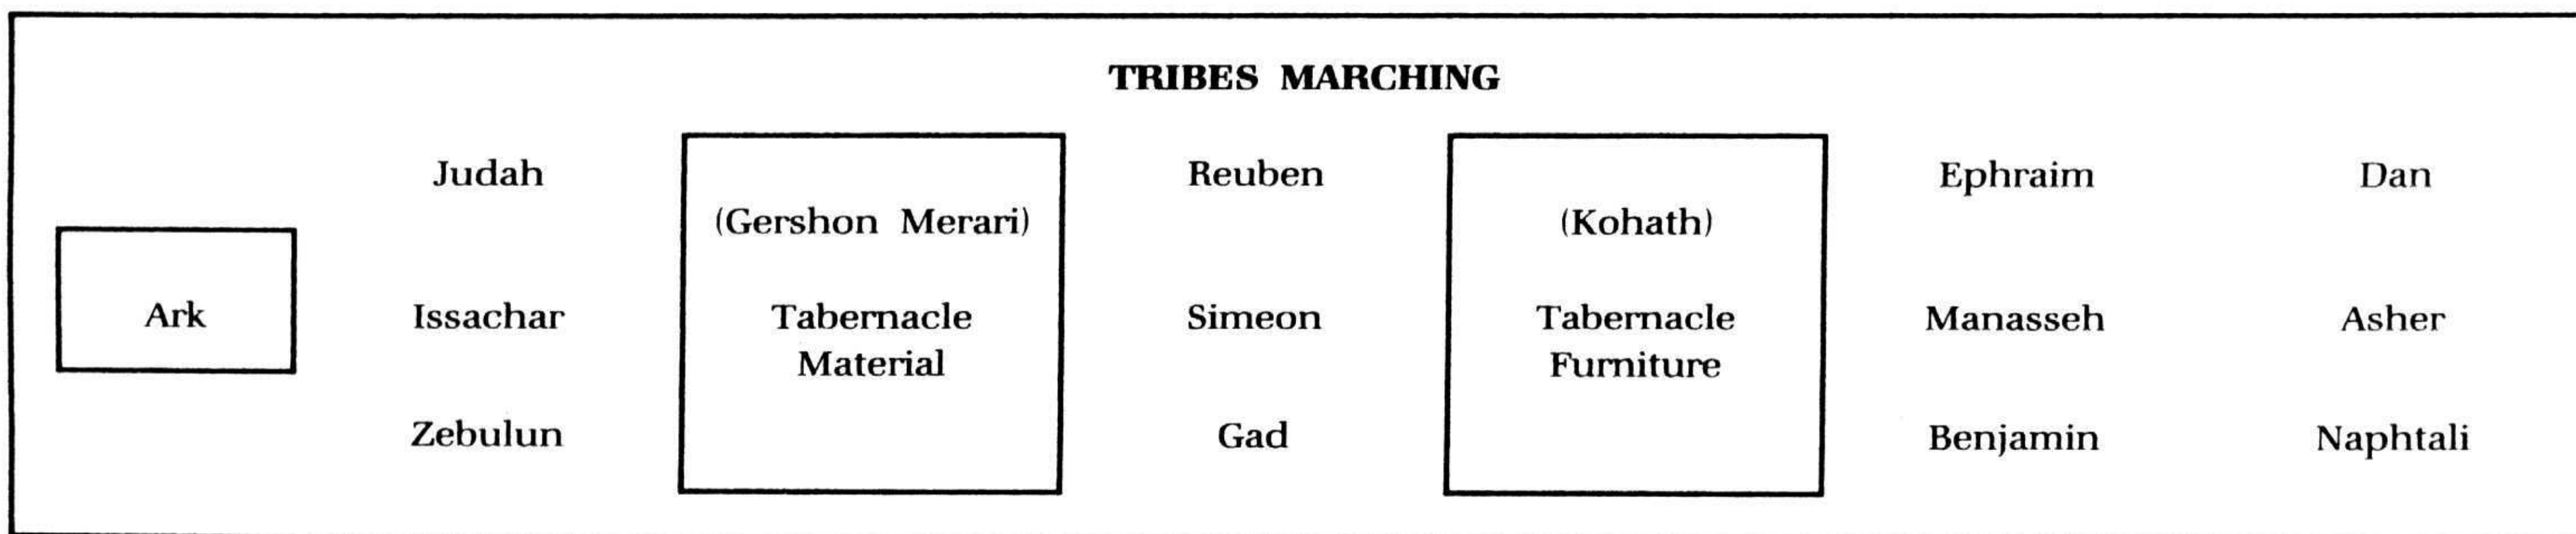 TRIBES MARCHING
Ark
Judah
Issachar
Zebulun
(Gershon Merari)
Tabernacle
Material
Reuben
Simeon
Gad
(Kohath)
Tabernacle
Furniture
Ephraim
Manasseh
Benjamin
Dan
Asher
Naphtali